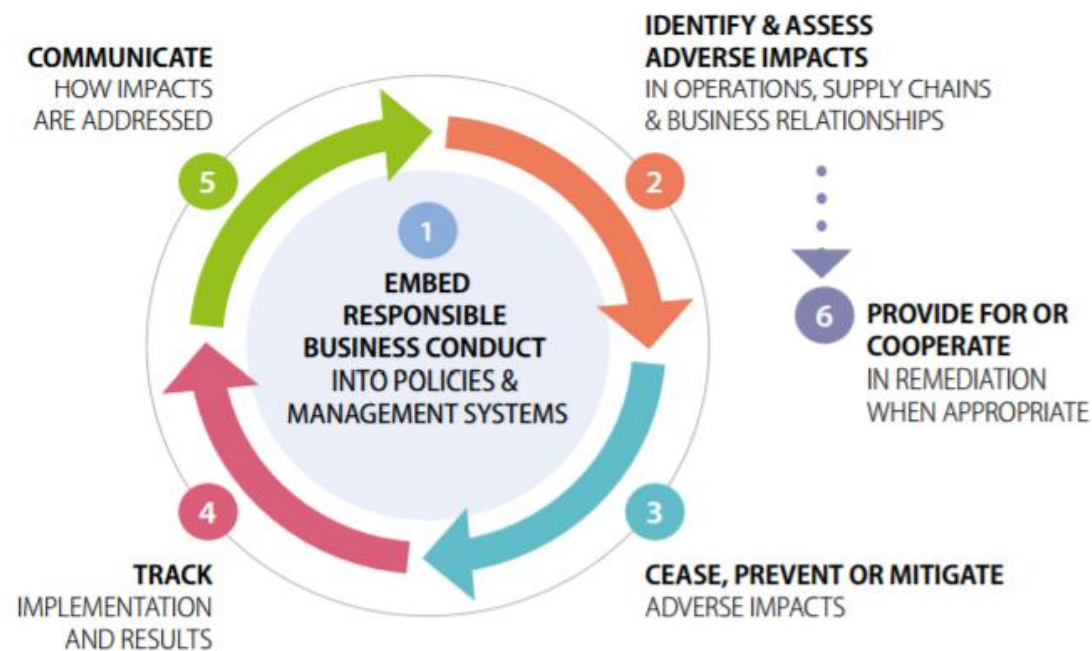 COMMUNICATE
HOW IMPACTS
ARE ADDRESSED
5
IDENTIFY & ASSESS
ADVERSE IMPACTS
IN OPERATIONS, SUPPLY CHAINS
& BUSINESS RELATIONSHIPS
2
1
EMBED
RESPONSIBLE
BUSINESS CONDUCT
INTO POLICIES &
MANAGEMENT SYSTEMS
6
PROVIDE FOR OR
COOPERATE
IN REMEDIATION
WHEN APPROPRIATE
4
TRACK
IMPLEMENTATION
AND RESULTS
3
CEASE, PREVENT OR MITIGATE
ADVERSE IMPACTS